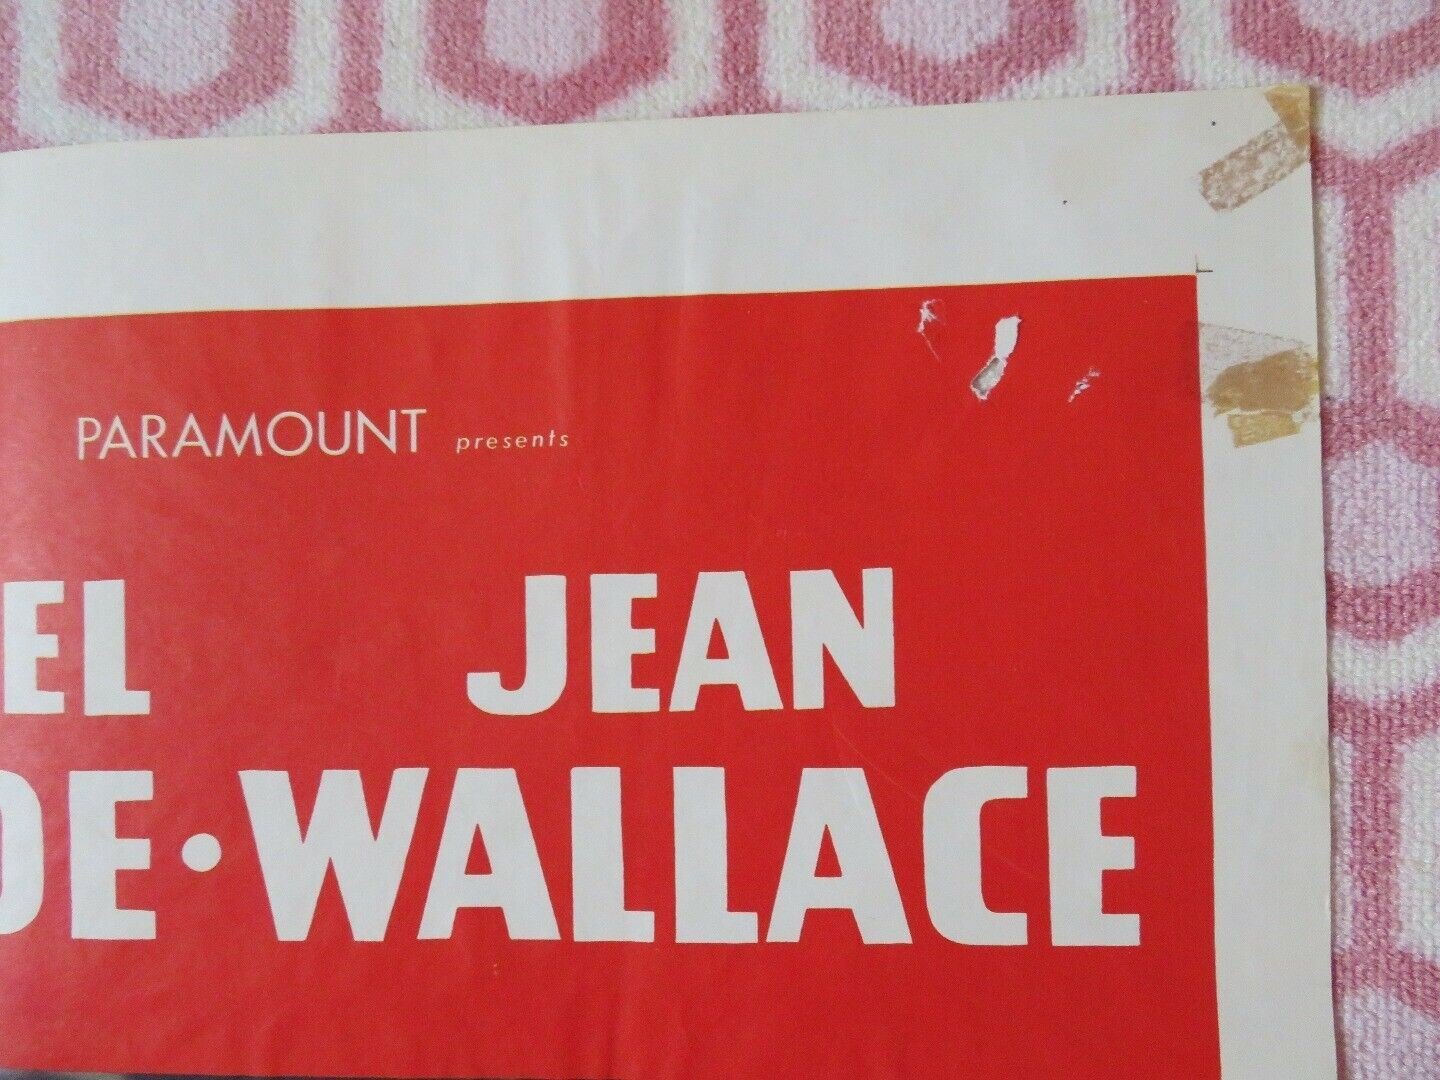 PARAMOUNT presents
EL JEAN
DE • WALLACE